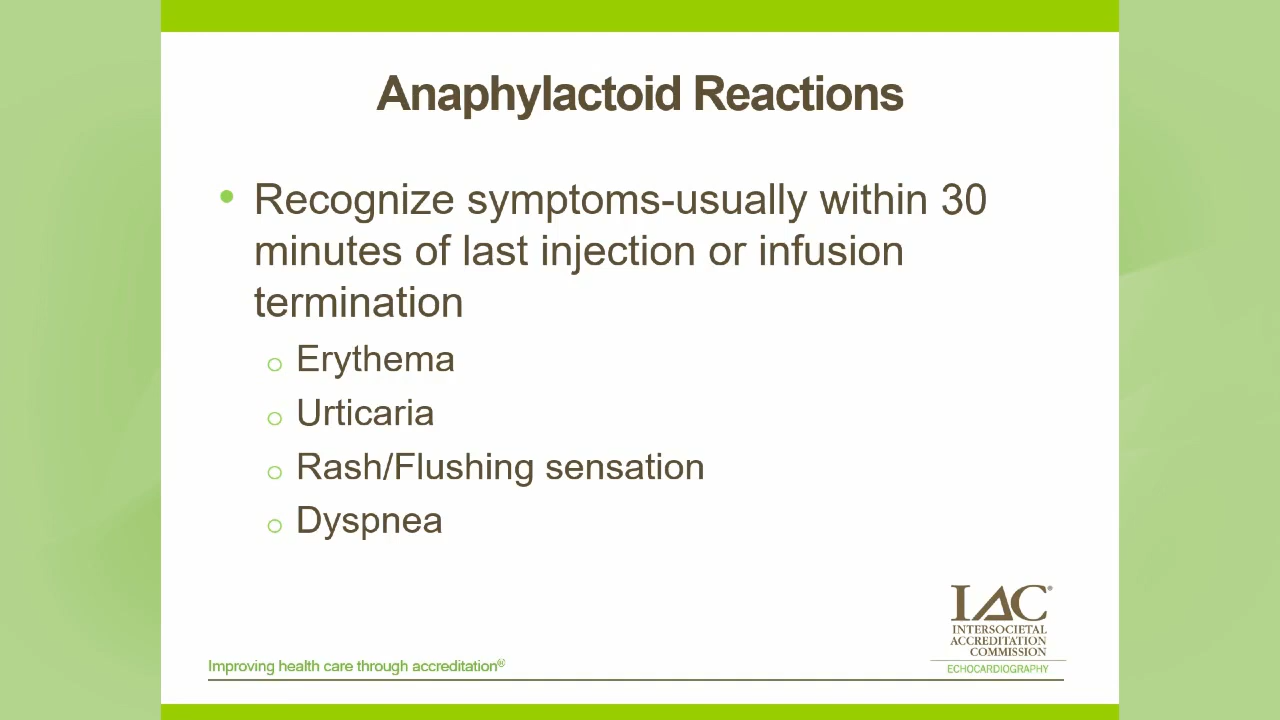 Anaphylactoid Reactions
• Recognize symptoms-usually within 30
minutes of last injection or infusion
termination
o Erythema
o Urticaria
o Rash/Flushing sensation
o Dyspnea
IAC®
INTERSOCIETAL
ACCREDITATION
COMMISSION
ECHOCARDIOGRAPHY
Improving health care through accreditation®